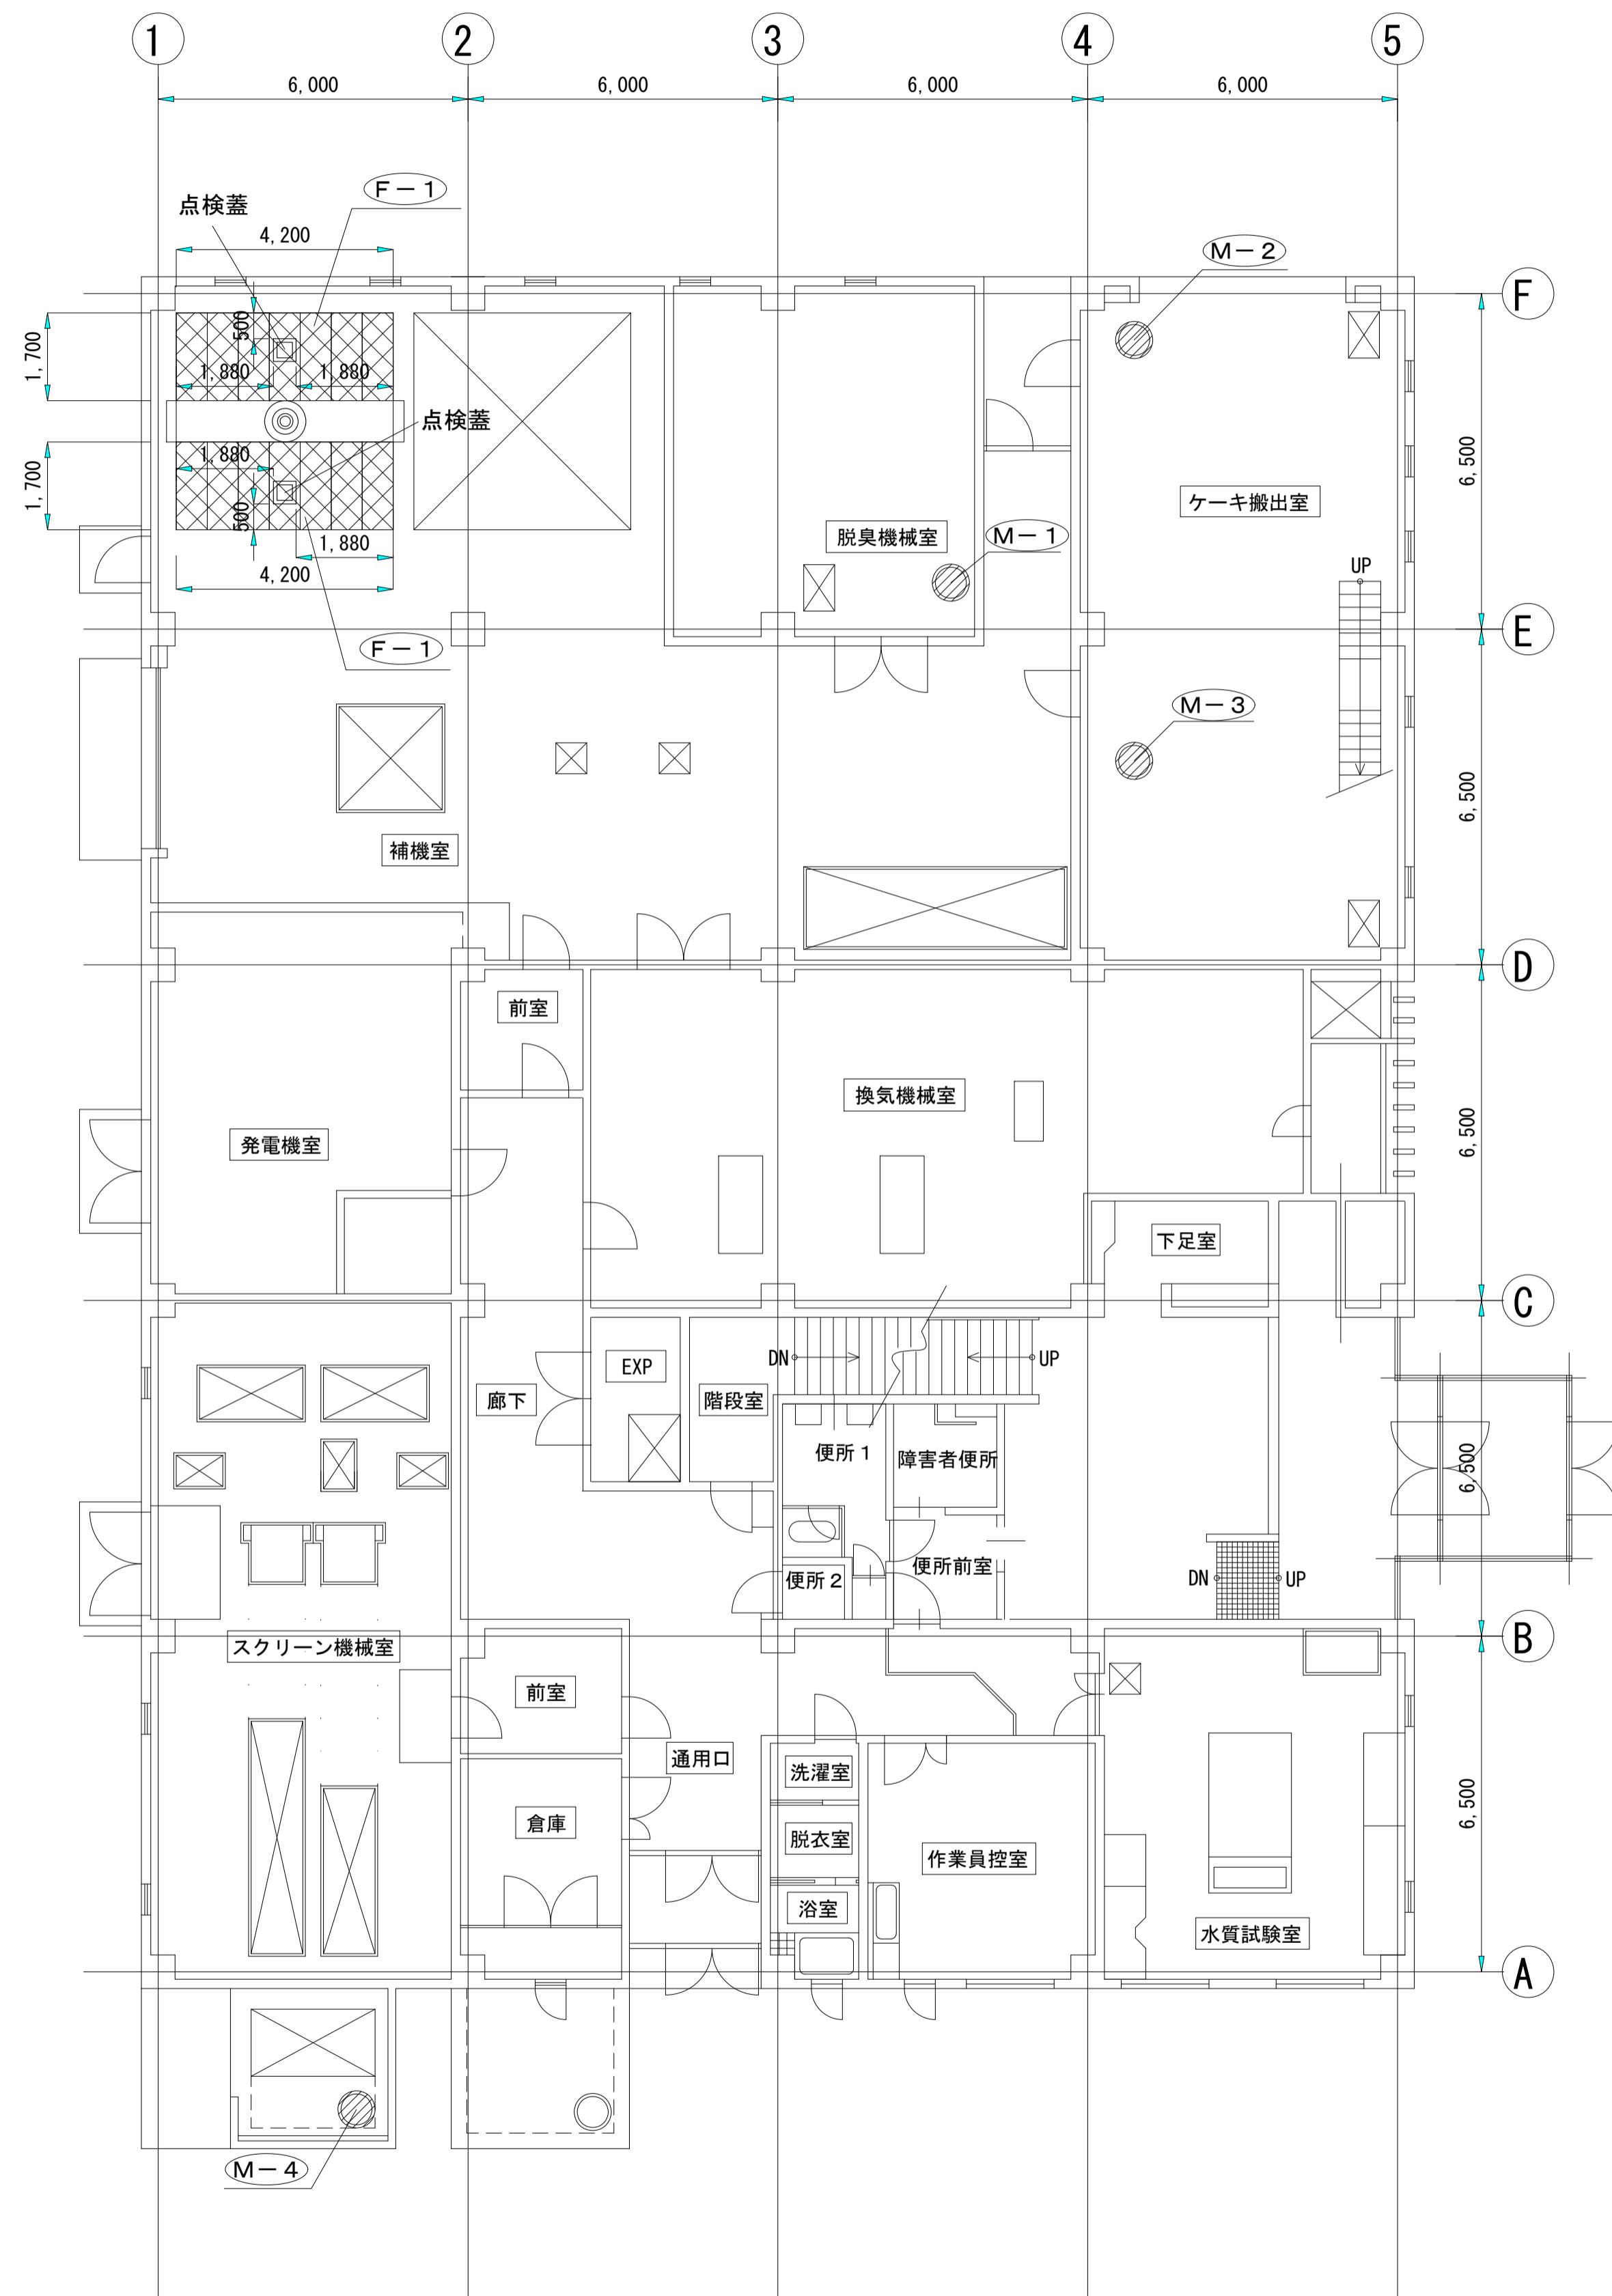 1 2 3 4 5
6,000 6,000 6,000 6,000
F－1
点検蓋
4,200
M－2
F
500
1,700
1,880 1,880
点検蓋
1,880
1,700
6,500
ケーキ搬出室
500
脱臭機械室
M－1
1,880
UP
4,200
E
F－1
M－3
6,500
補機室
D
前室
換気機械室
発電機室
6,500
下足室
C
DN UP
EXP
廊下
階段室
便所1
障害者便所
6,500
便所2
便所前室
DN UP
B
スクリーン機械室
前室
通用口
洗濯室
6,500
倉庫
脱衣室
作業員控室
浴室
水質試験室
A
M－4